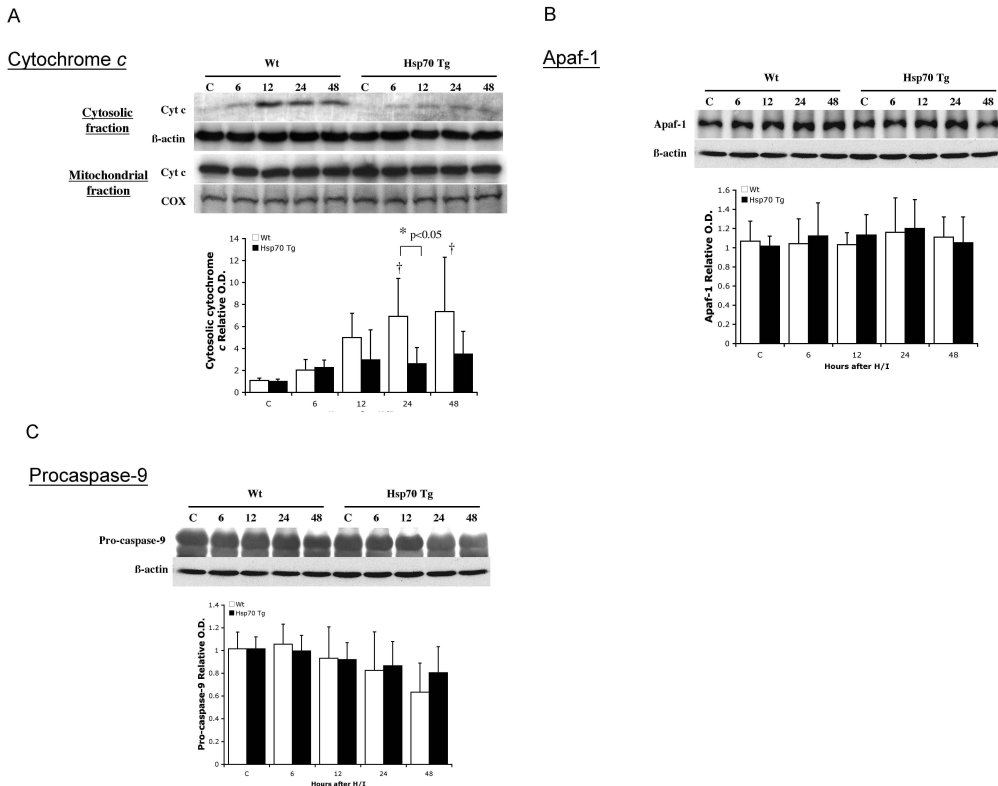 A
Cytochrome c
Wt
Hsp70 Tg
C 6 12 24 48 C 6 12 24 48
Cytosolic
fraction
Cyt c
ß-actin
Mitochondrial
fraction
Cyt c
COX
Wt
Hsp70 Tg
* p<0.05
† †
Cytosolic cytochrome
c Relative O.D.
14
12
10
8
6
4
2
0
C 6 12 24 48
B
Apaf-1
Wt
Hsp70 Tg
C 6 12 24 48 C 6 12 24 48
Apaf-1
ß-actin
Wt
Hsp70 Tg
Apaf-1 Relative O.D.
1.6
1.4
1.2
1
0.8
0.6
0.4
0.2
0
C 6 12 24 48
Hours after H/I
C
Procaspase-9
Wt
Hsp70 Tg
C 6 12 24 48 C 6 12 24 48
Pro-caspase-9
ß-actin
Wt
Hsp70 Tg
Pro-caspase-9 Relative O.D.
1.4
1.2
1
0.8
0.6
0.4
0.2
0
C 6 12 24 48
Hours after H/I